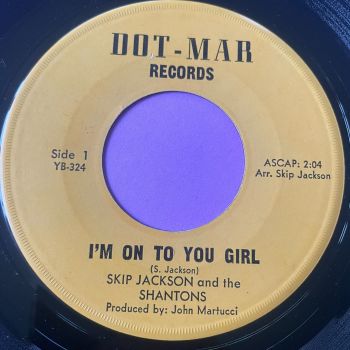 DOT-MAR
RECORDS
Side 1
YB-324
ASCAP: 2:04
Arr. Skip Jackson
I'M ON TO YOU GIRL
(S. Jackson)
SKIP JACKSON and the
SHANTONS
Produced by: John Martucci